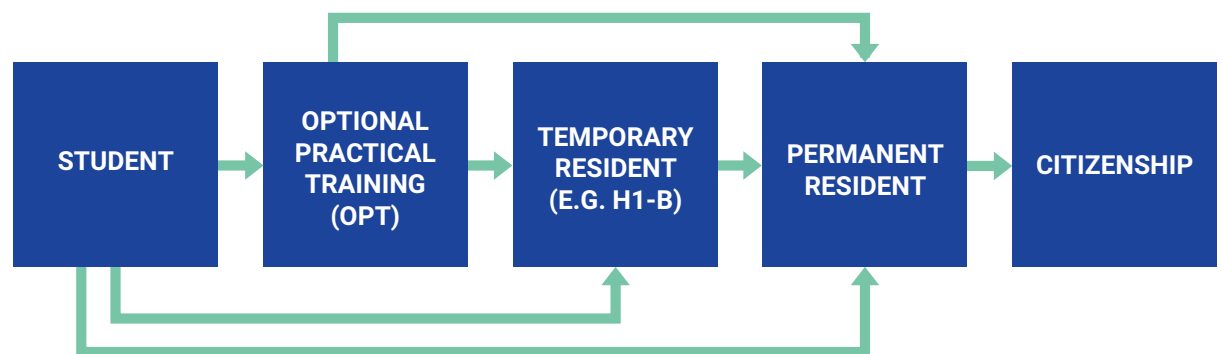 STUDENT
OPTIONAL
PRACTICAL
TRAINING
(OPT)
TEMPORARY
RESIDENT
(E.G. H1-B)
PERMANENT
RESIDENT
CITIZENSHIP